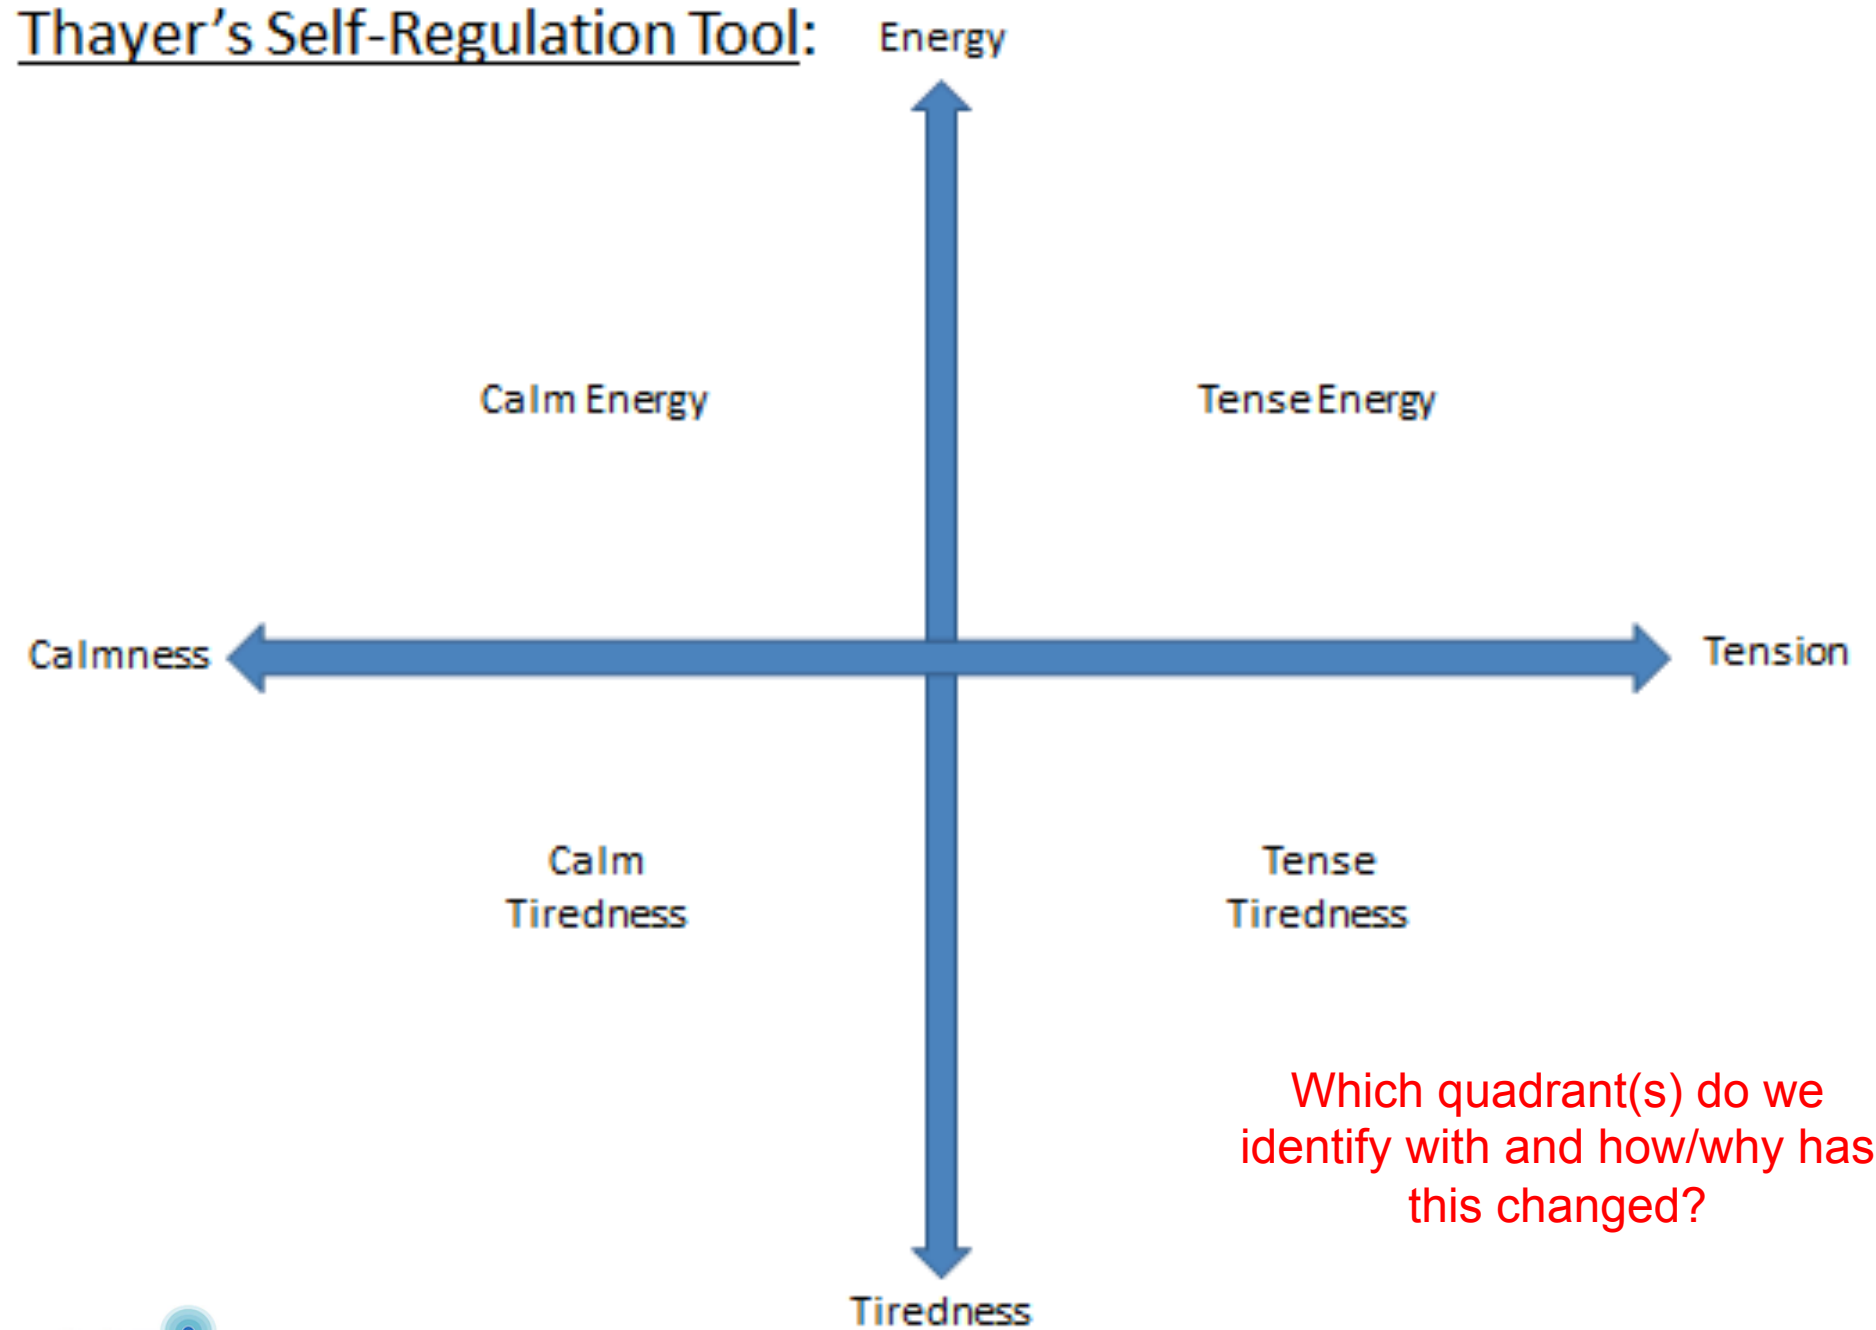 Thayer's Self-Regulation Tool:
Energy
Calm Energy
Tense Energy
Calmness
Tension
Calm
Tiredness
Tense
Tiredness
Which quadrant(s) do we
identify with and how/why has
this changed?
Tiredness